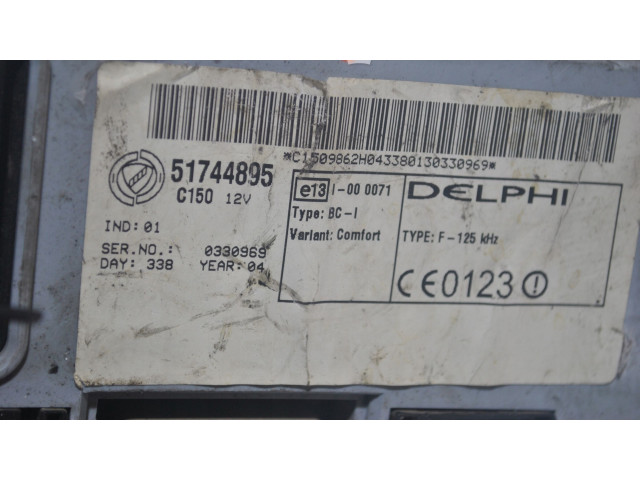 *C1509862H043380130330969*
51744895
C150 12V
IND: 01
SER.NO.: 0330969
DAY: 338 YEAR: 04
e13 I-00 0071
Type: BC-I
Variant: Comfort
DELPHI
TYPE: F-125 kHz
CE0123